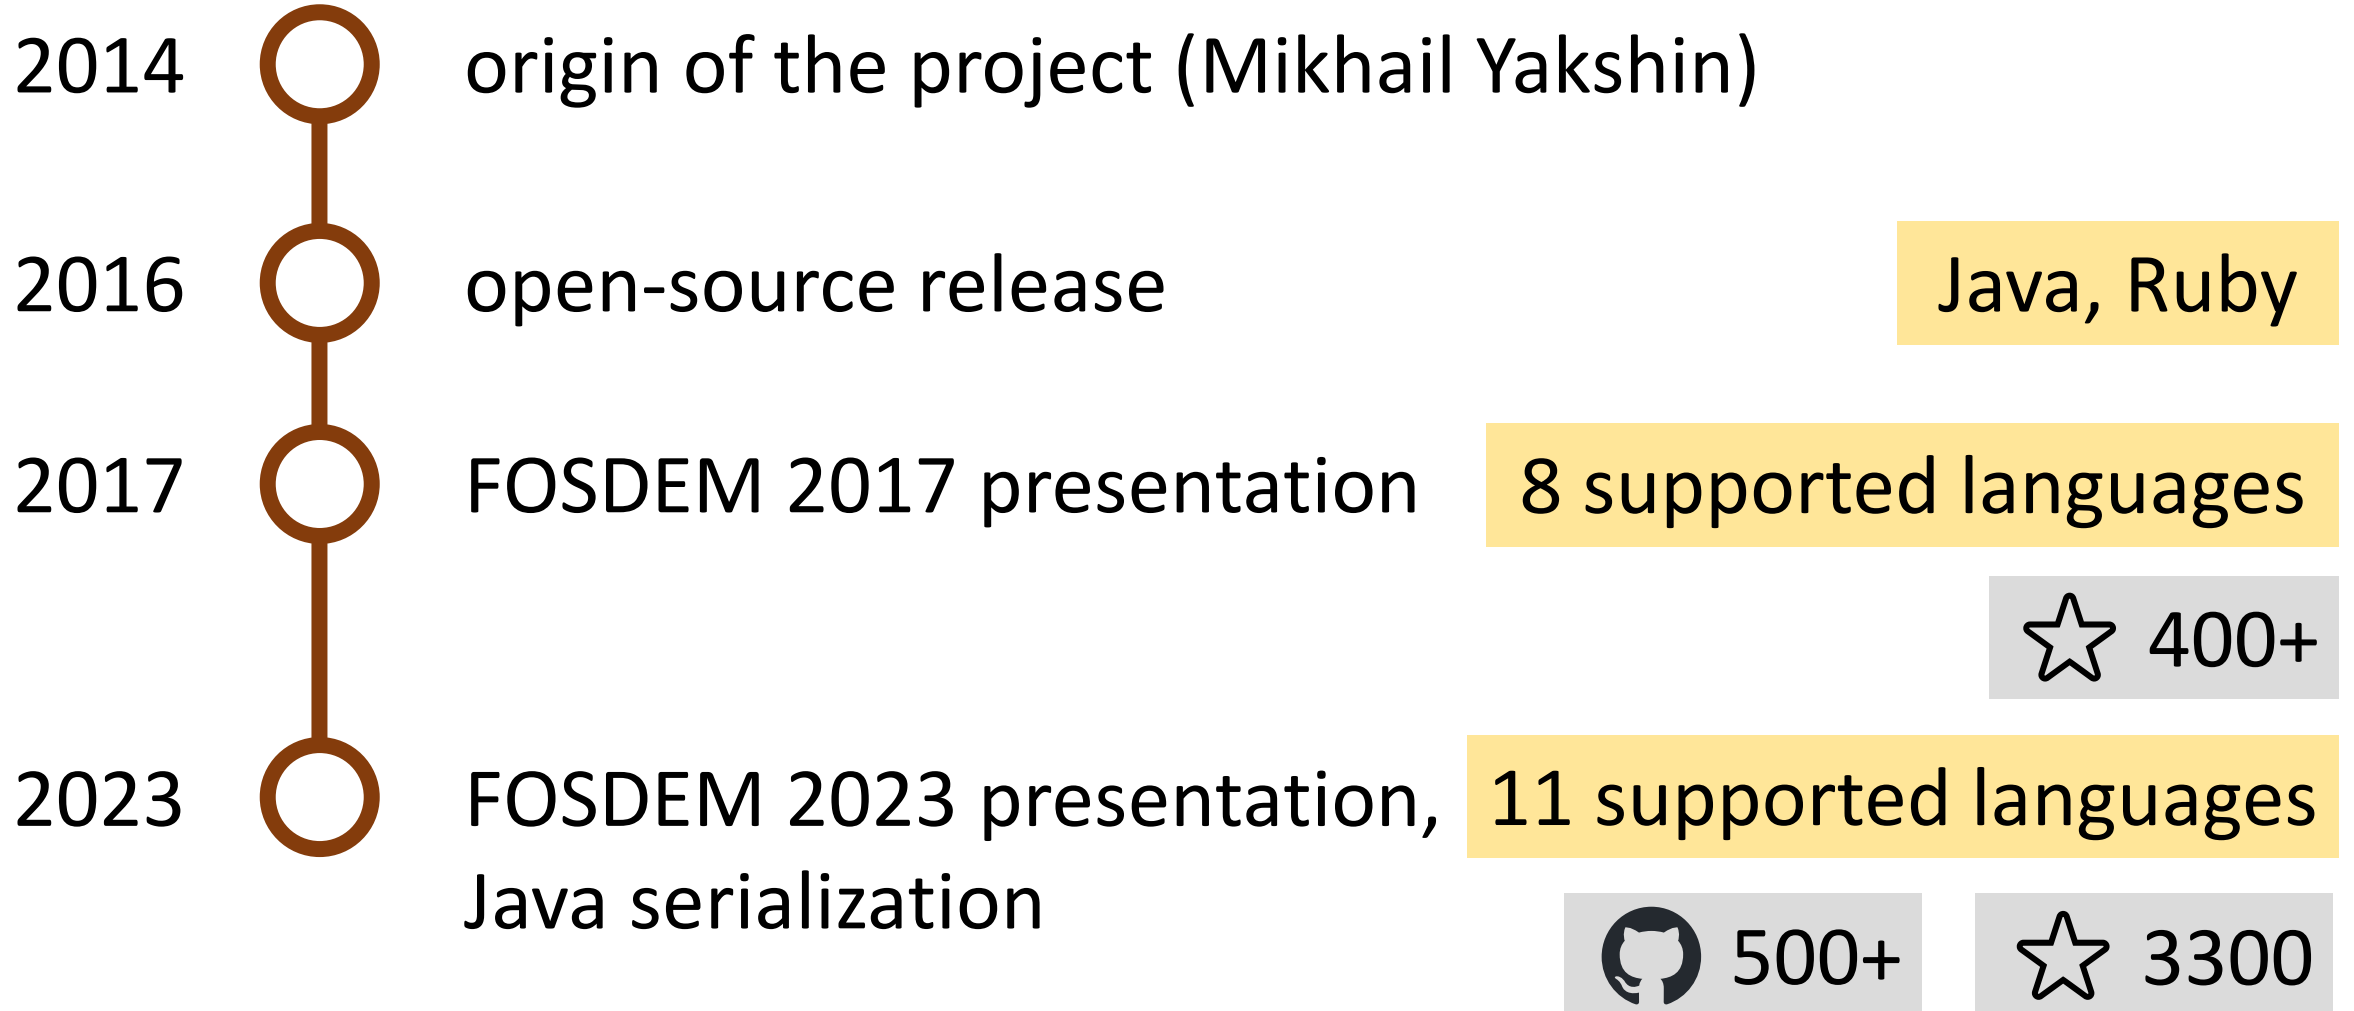 2014 origin of the project (Mikhail Yakshin)
2016 open-source release Java, Ruby
2017 FOSDEM 2017 presentation 8 supported languages
400+
2023 FOSDEM 2023 presentation, 11 supported languages
Java serialization
500+ 3300